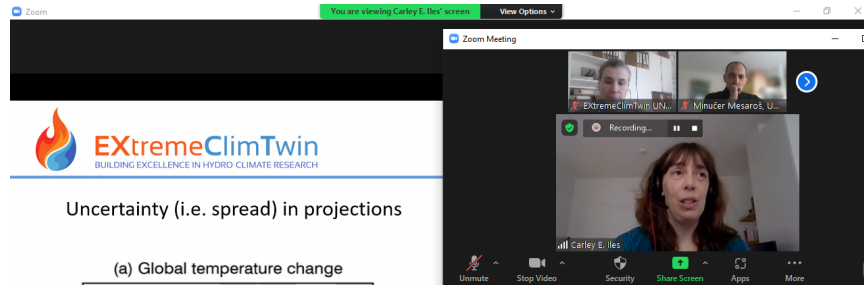 Zoom
You are viewing Carley E. Iles' screen
View Options
Zoom Meeting
EXtremeClimTwin UN...
Minučer Mesaroš, U...
Recording...
EXtremeClimTwin
BUILDING EXCELLENCE IN HYDRO CLIMATE RESEARCH
Uncertainty (i.e. spread) in projections
Carley E. Iles
(a) Global temperature change
Unmute
Stop Video
Security
Share Screen
Apps
More